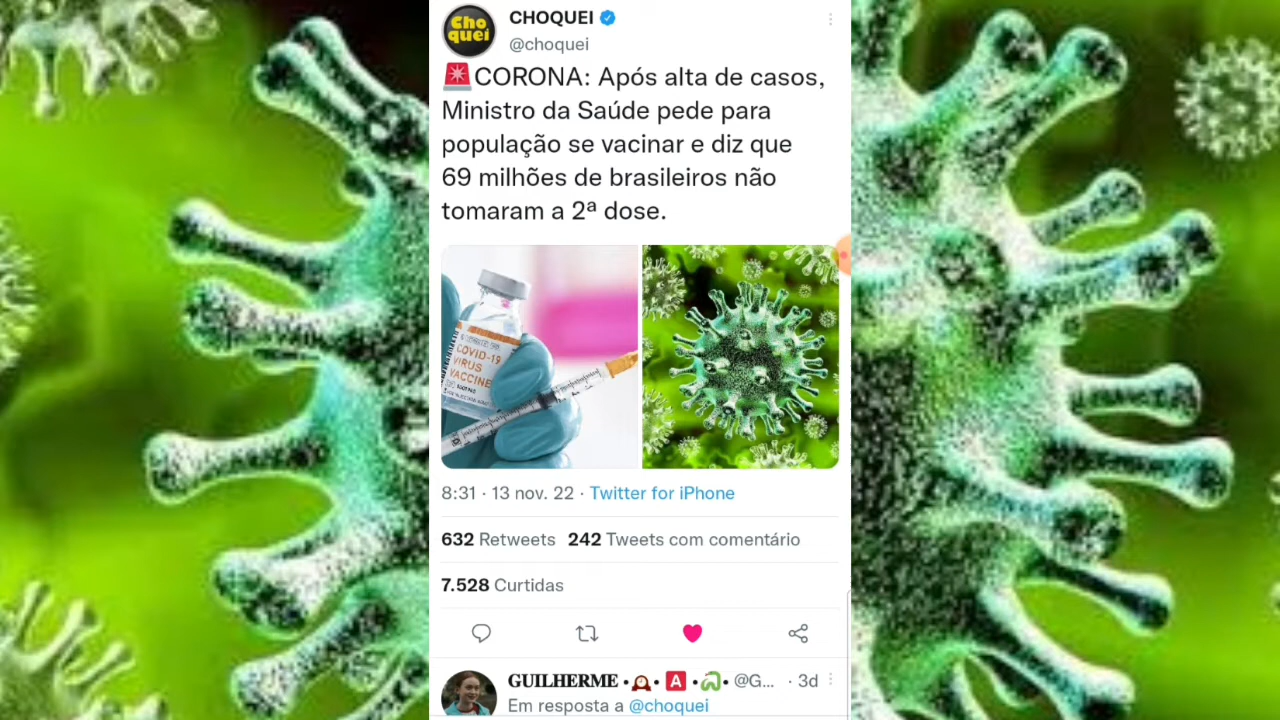 Cho
quei
CHOQUEI
@choquei
🚨CORONA: Após alta de casos,
Ministro da Saúde pede para
população se vacinar e diz que
69 milhões de brasileiros não
tomaram a 2ª dose.
COVID-19
VIRUS
VACCINE
8:31 · 13 nov. 22 · Twitter for iPhone
632 Retweets 242 Tweets com comentário
7.528 Curtidas
GUILHERME •🕰• 🅰 •🐍• @G... · 3d
Em resposta a @choquei